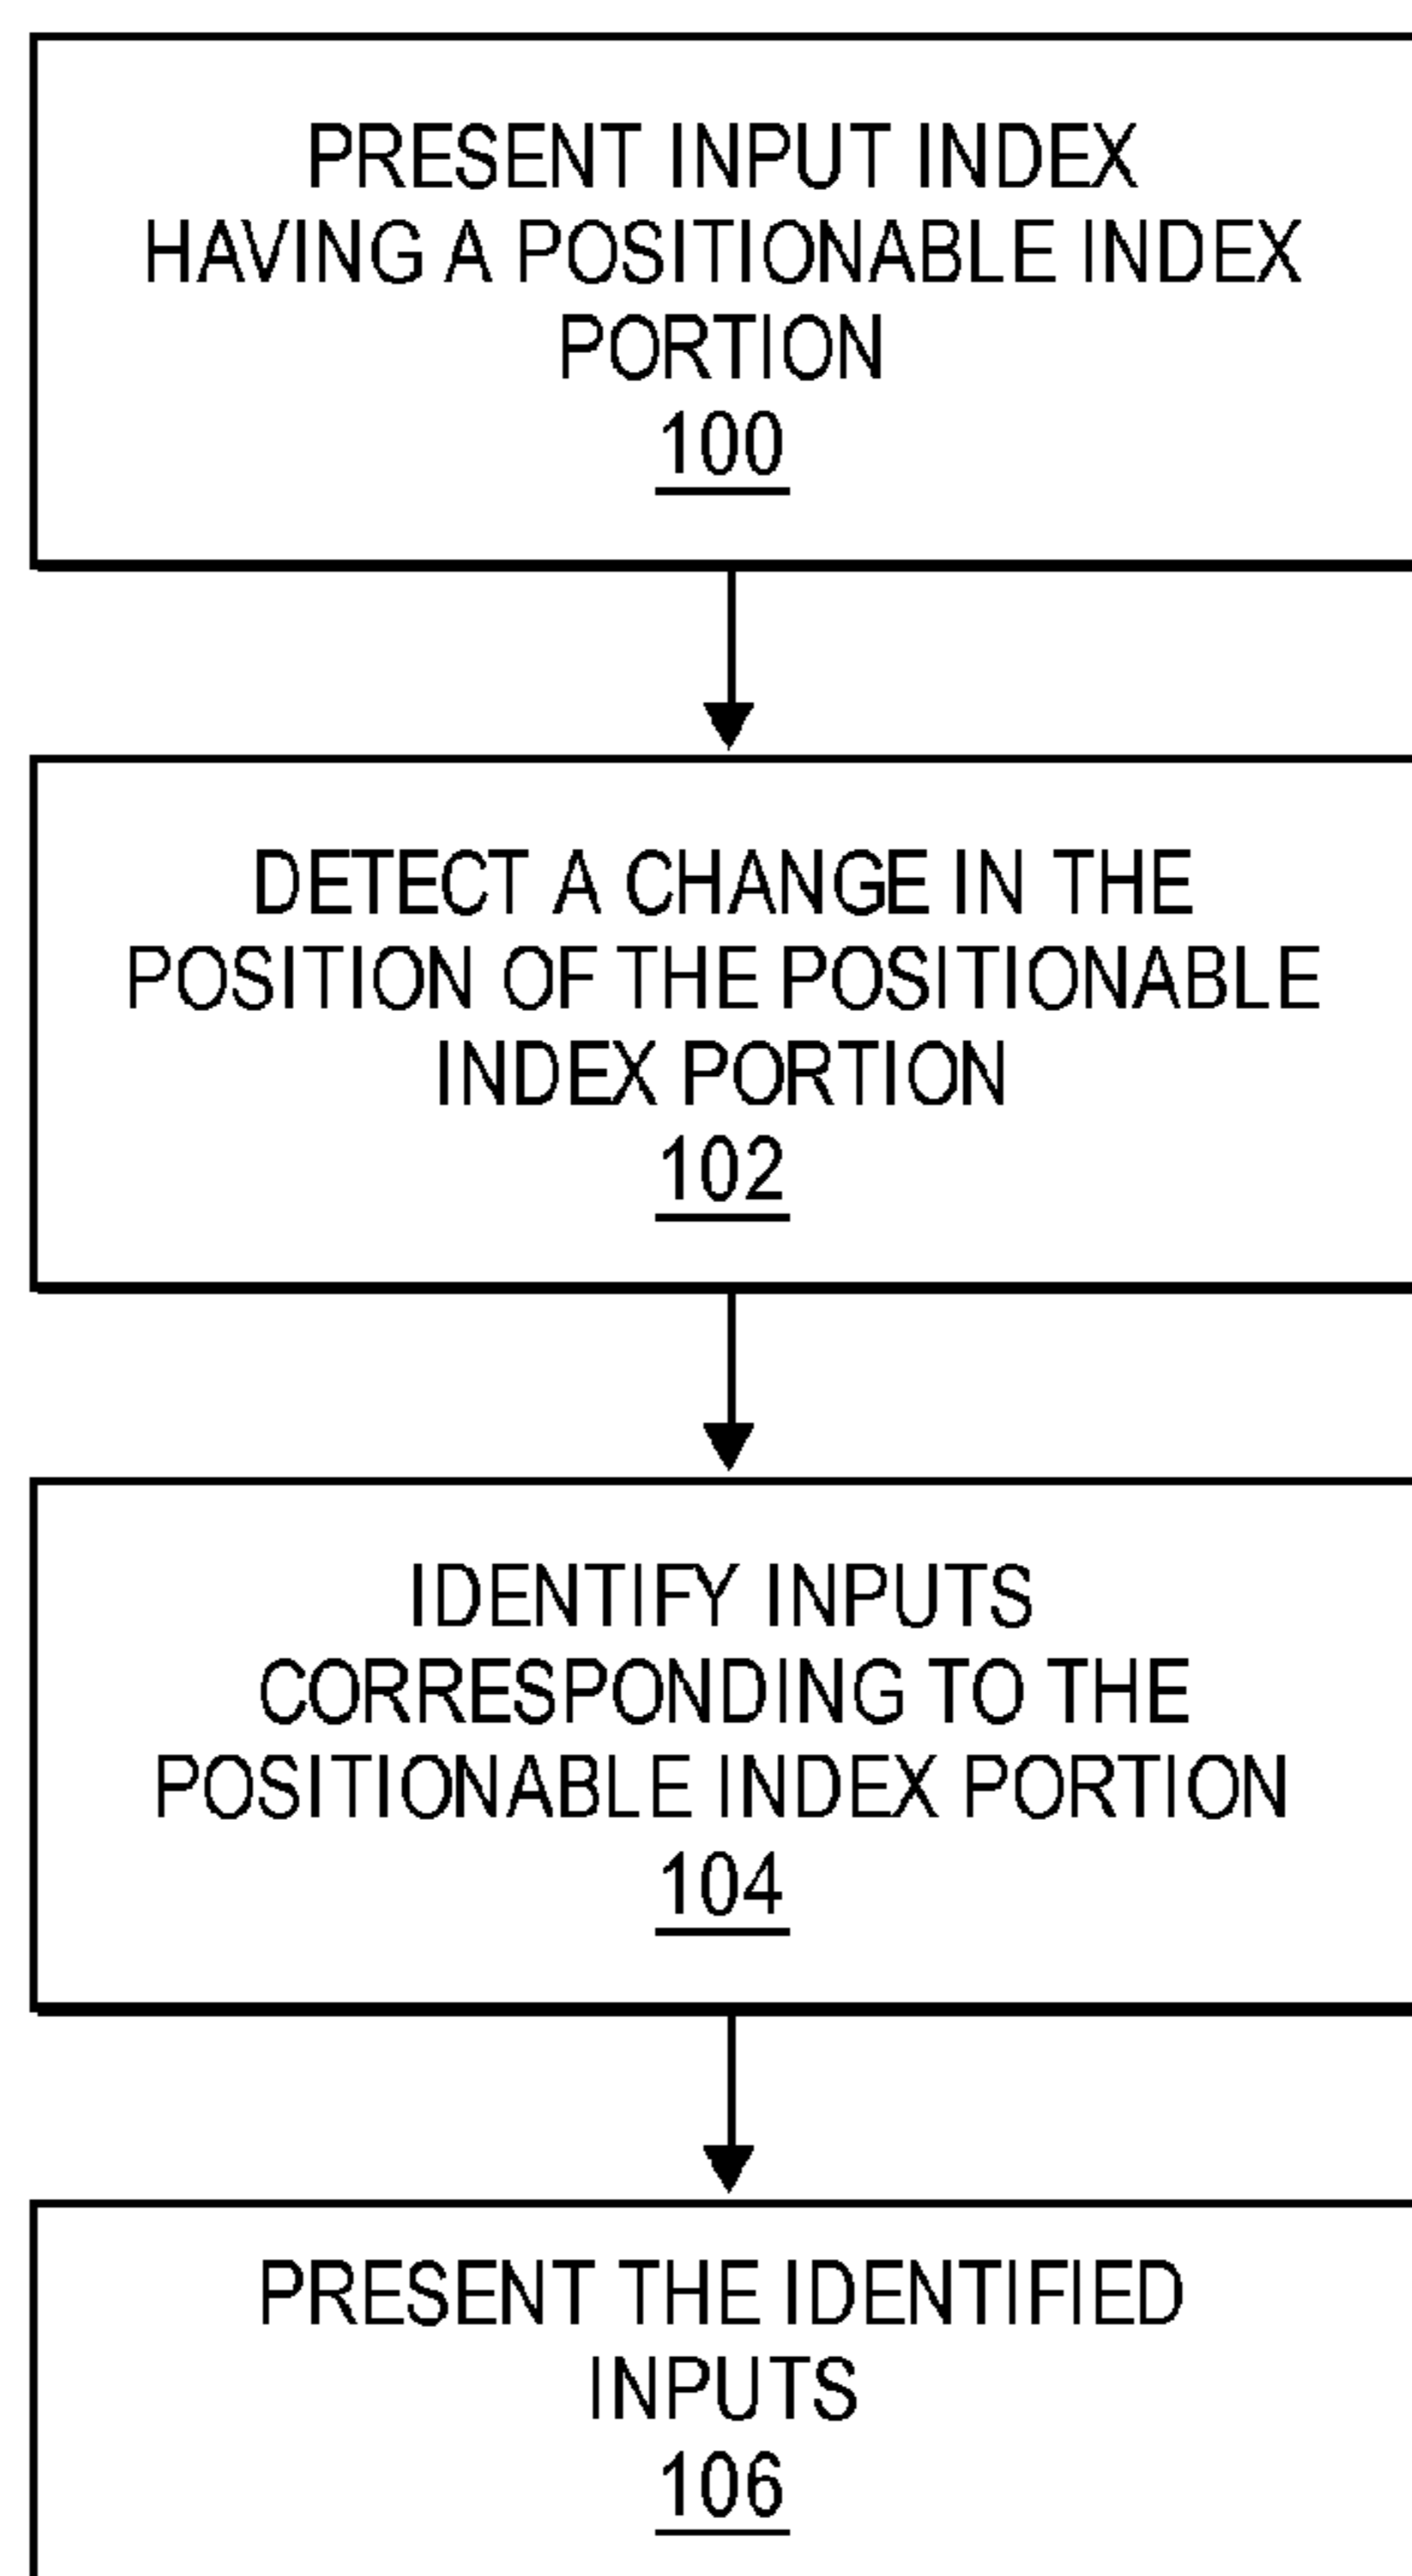 PRESENT INPUT INDEX
HAVING A POSITIONABLE INDEX
PORTION
100
DETECT A CHANGE IN THE
POSITION OF THE POSITIONABLE
INDEX PORTION
102
IDENTIFY INPUTS
CORRESPONDING TO THE
POSITIONABLE INDEX PORTION
104
PRESENT THE IDENTIFIED
INPUTS
106